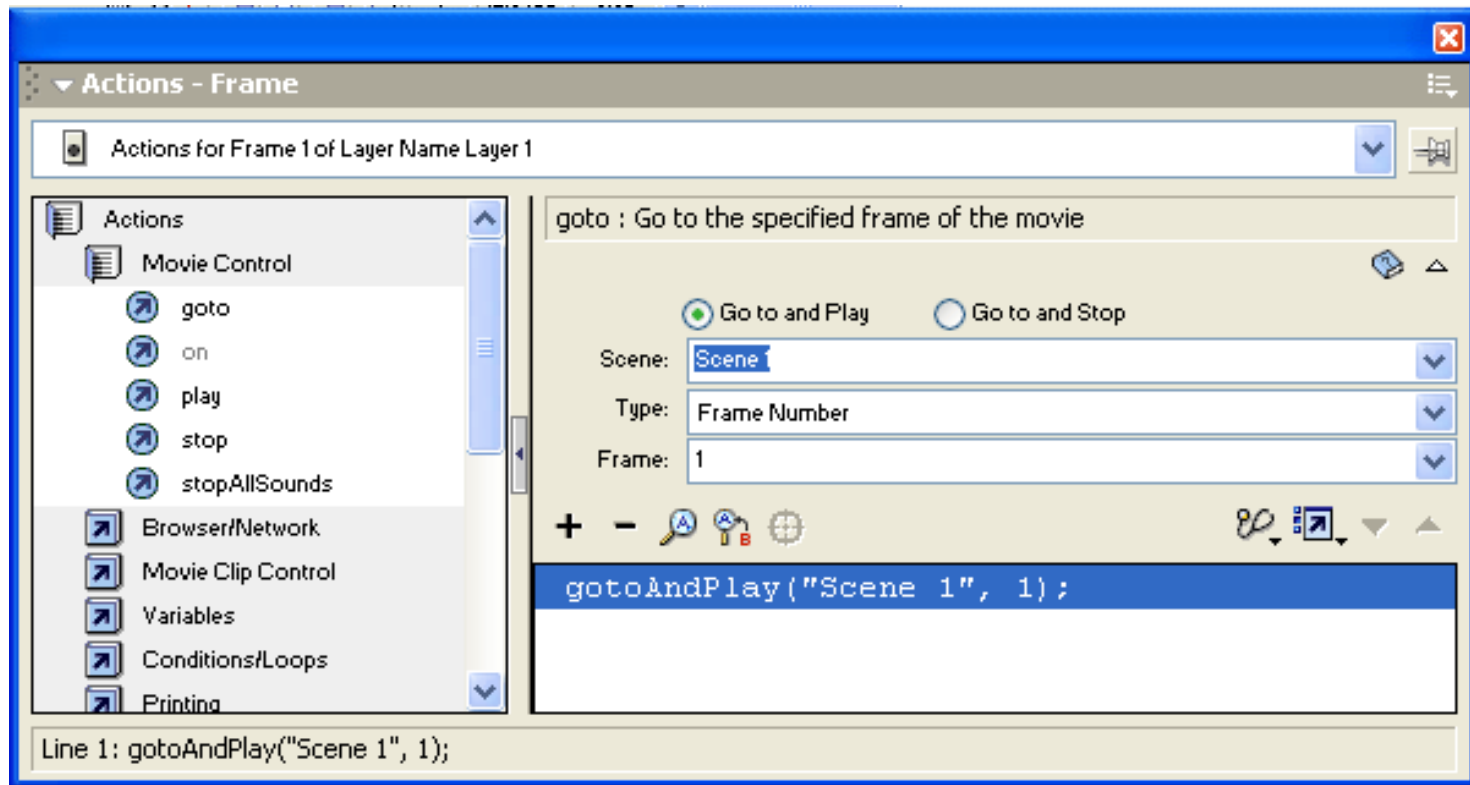 Actions - Frame
Actions for Frame 1 of Layer Name Layer 1
Actions
Movie Control
goto
on
play
stop
stopAllSounds
Browser/Network
Movie Clip Control
Variables
Conditions/Loops
Printing
goto : Go to the specified frame of the movie
Go to and Play Go to and Stop
Scene: Scene 1
Type: Frame Number
Frame: 1
gotoAndPlay("Scene 1", 1);
Line 1: gotoAndPlay("Scene 1", 1);